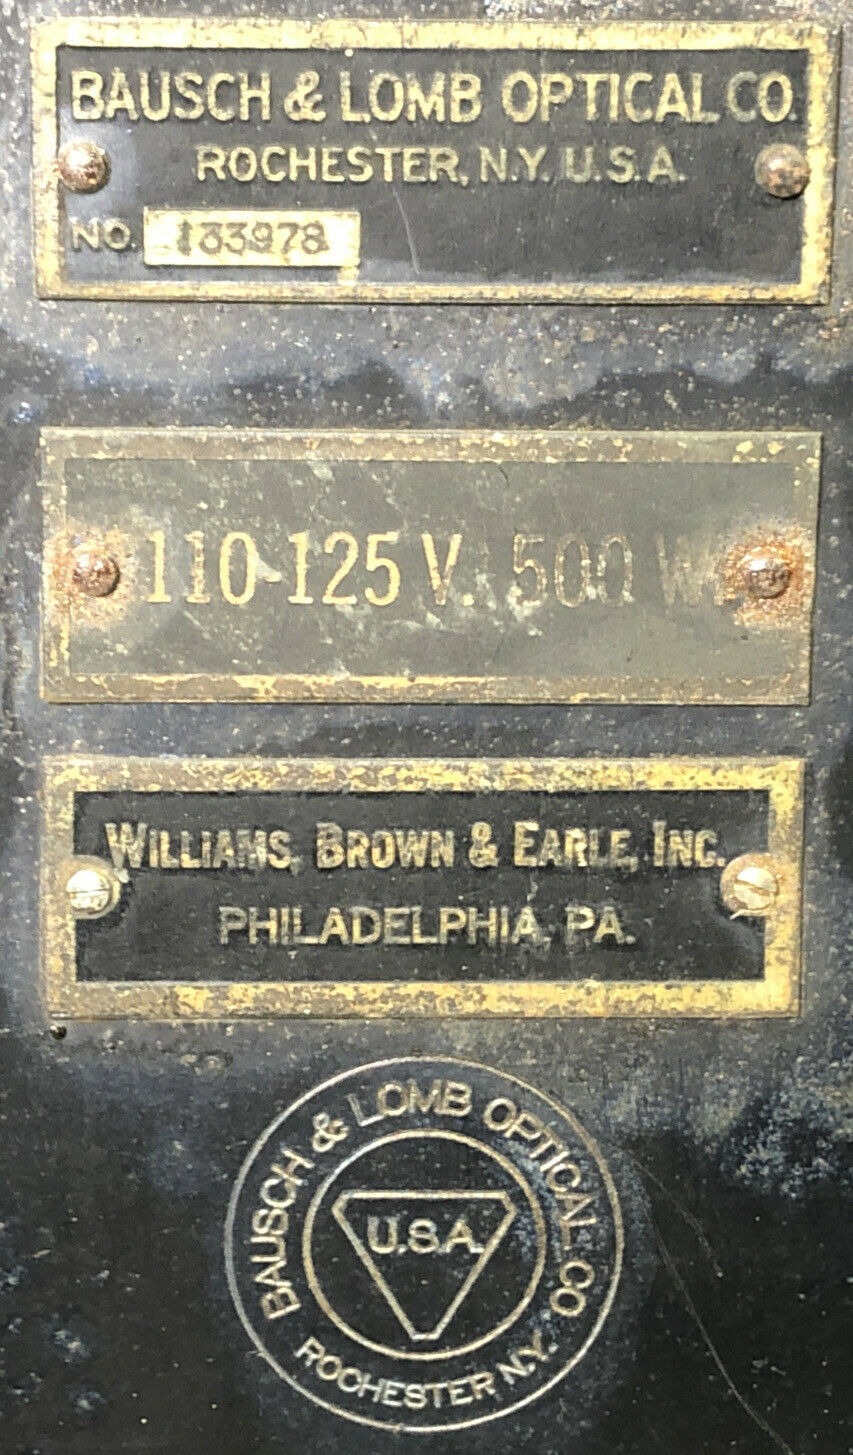 BAUSCH & LOMB OPTICAL CO.
ROCHESTER, N.Y. U.S.A.
NO. 133978
110-125 V. 500 W.
WILLIAMS, BROWN & EARLE, INC.
PHILADELPHIA, PA.
BAUSCH & LOMB OPTICAL CO
U.S.A.
ROCHESTER N.Y.